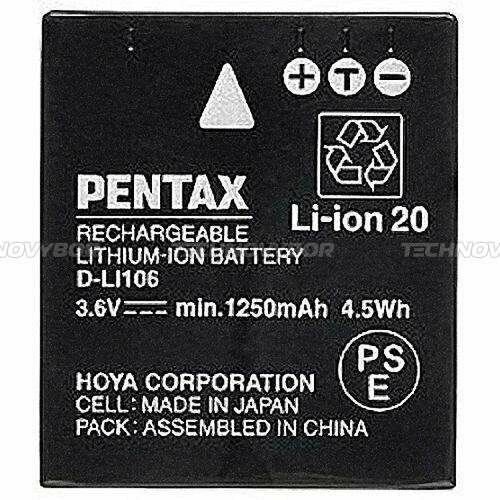 + T −
PENTAX
Li-ion 20
RECHARGEABLE
LITHIUM-ION BATTERY
D-LI106
3.6V⎓ min.1250mAh 4.5Wh
PS
E
HOYA CORPORATION
CELL: MADE IN JAPAN
PACK: ASSEMBLED IN CHINA